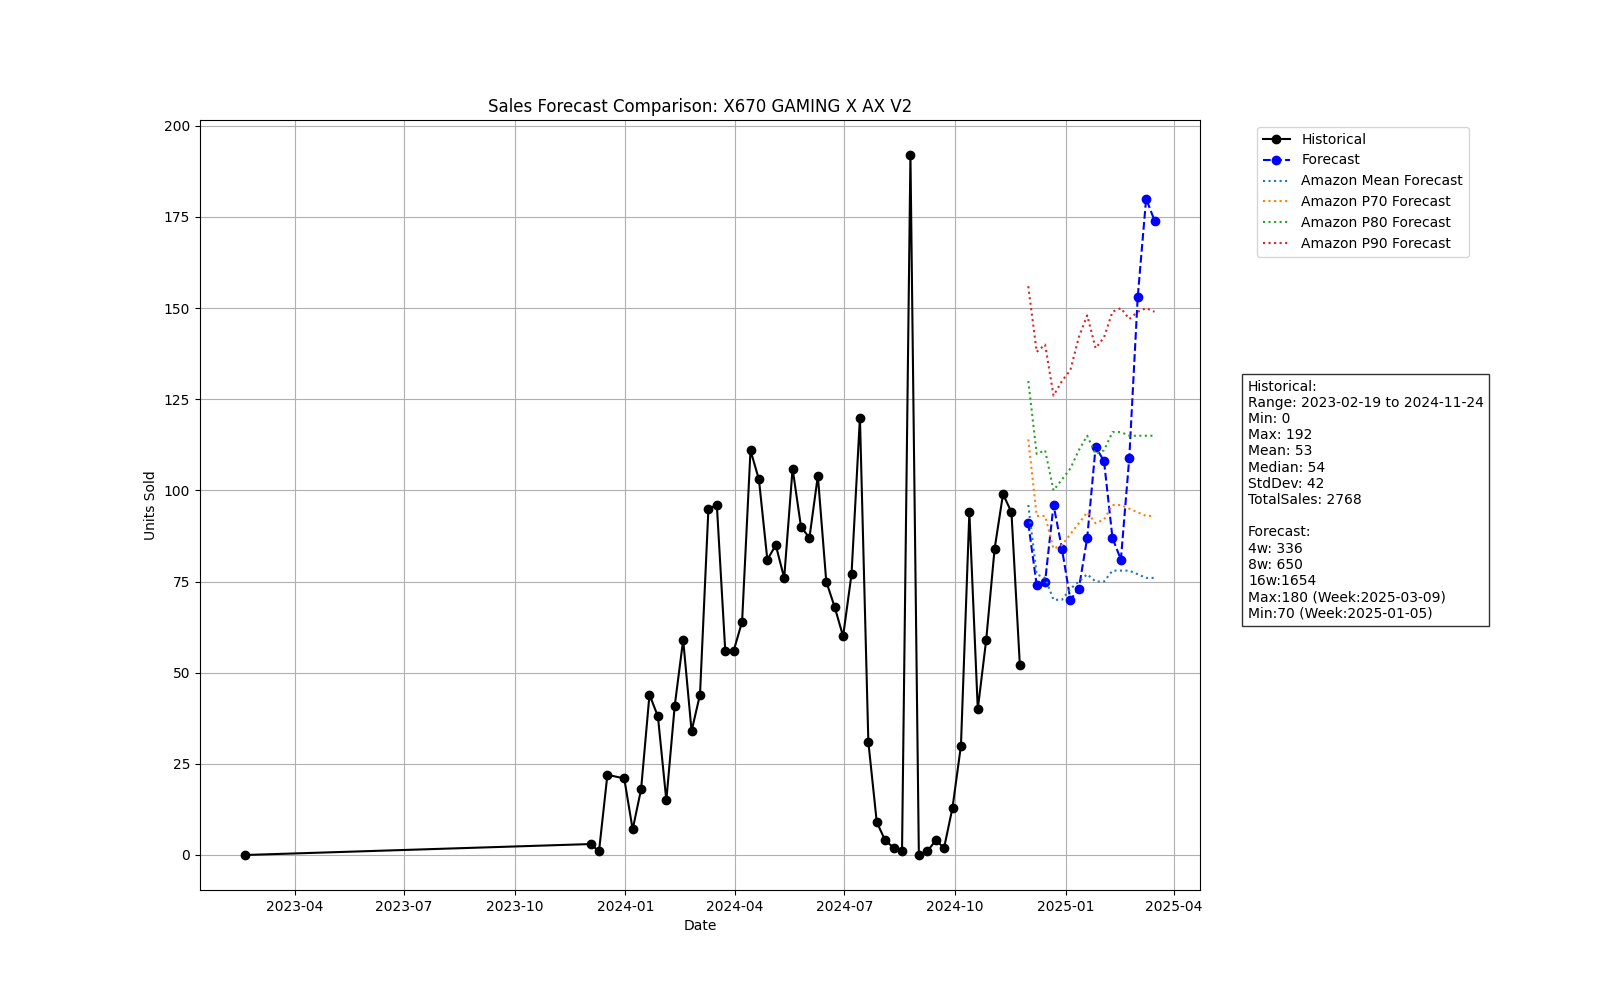 Sales Forecast Comparison: X670 GAMING X AX V2
Historical
Forecast
Amazon Mean Forecast
Amazon P70 Forecast
Amazon P80 Forecast
Amazon P90 Forecast
200
175
150
125
100
75
50
25
0
Units Sold
2023-04
2023-07
2023-10
2024-01
2024-04
2024-07
2024-10
2025-01
2025-04
Date
Historical:
Range: 2023-02-19 to 2024-11-24
Min: 0
Max: 192
Mean: 53
Median: 54
StdDev: 42
TotalSales: 2768
Forecast:
4w: 336
8w: 650
16w:1654
Max:180 (Week:2025-03-09)
Min:70 (Week:2025-01-05)